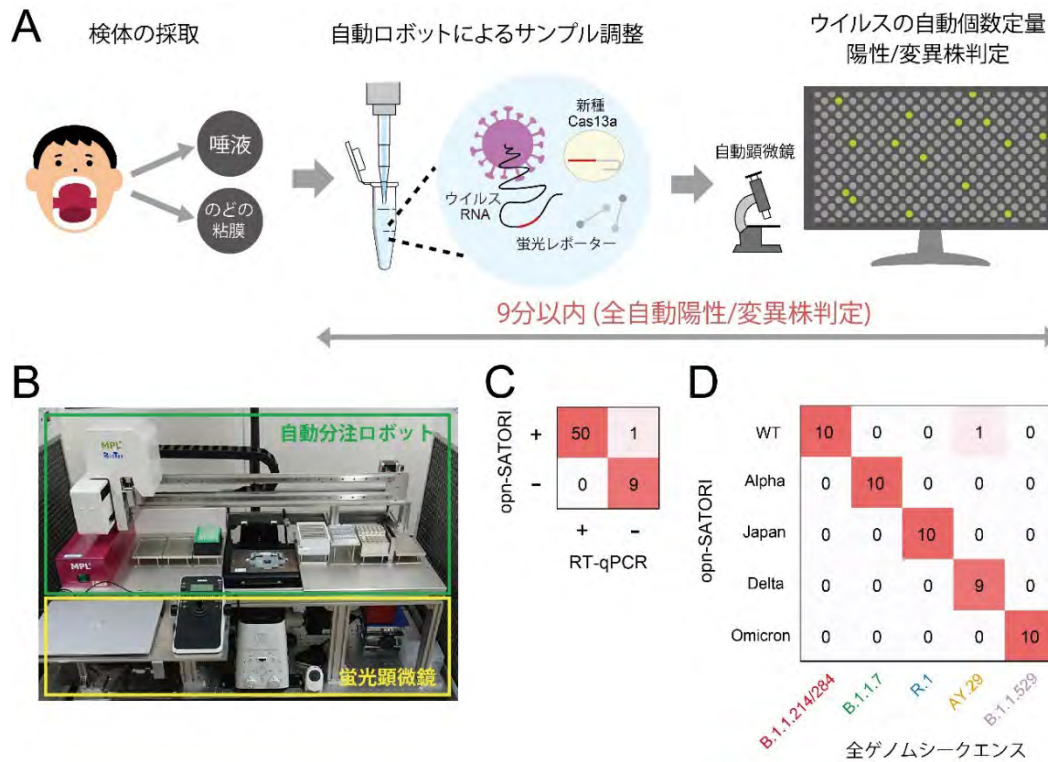 A
検体の採取
唾液
のどの
粘膜
自動ロボットによるサンプル調整
新種
Cas13a
ウイルス
RNA
蛍光レポーター
自動顕微鏡
ウイルスの自動個数定量
陽性/変異株判定
9分以内 (全自動陽性/変異株判定)
B
自動分注ロボット
MPL
MPL
蛍光顕微鏡
C
opn-SATORI
+
50 1
−
0 9
+ −
RT-qPCR
D
opn-SATORI
WT 10 0 0 1 0
Alpha 0 10 0 0 0
Japan 0 0 10 0 0
Delta 0 0 0 9 0
Omicron 0 0 0 0 10
B.1.1.214/284
B.1.1.7
R.1
AY.29
B.1.1.529
全ゲノムシークエンス